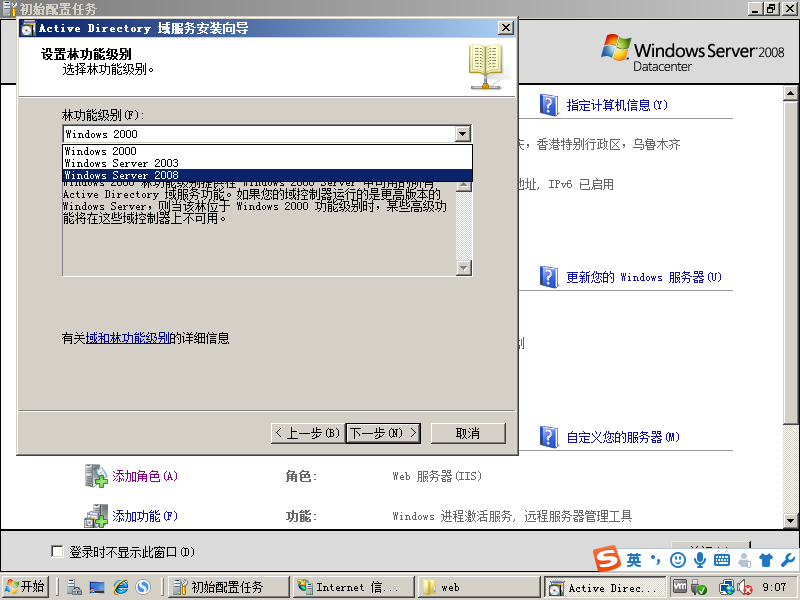 初始配置任务
Active Directory 域服务安装向导
设置林功能级别
选择林功能级别。
Windows Server 2008
Datacenter
林功能级别(F):
Windows 2000
Windows 2000
Windows Server 2003
Windows Server 2008
Windows 2000 林功能级别提供在 Windows 2000 Server 中可用的所有
Active Directory 域服务功能。如果您的域控制器运行的是更高版本的
Windows Server，则当该林位于 Windows 2000 功能级别时，某些高级功
能将在这些域控制器上不可用。
有关域和林功能级别的详细信息
< 上一步(B)
下一步(N) >
取消
指定计算机信息(Y)
，香港特别行政区，乌鲁木齐
地址, IPv6 已启用
更新您的 Windows 服务器(U)
自定义您的服务器(M)
添加角色(A)
角色:
Web 服务器(IIS)
添加功能(F)
功能:
Windows 进程激活服务, 远程服务器管理工具
登录时不显示此窗口(D)
英
开始
初始配置任务
Internet 信...
web
Active Direc...
9:07